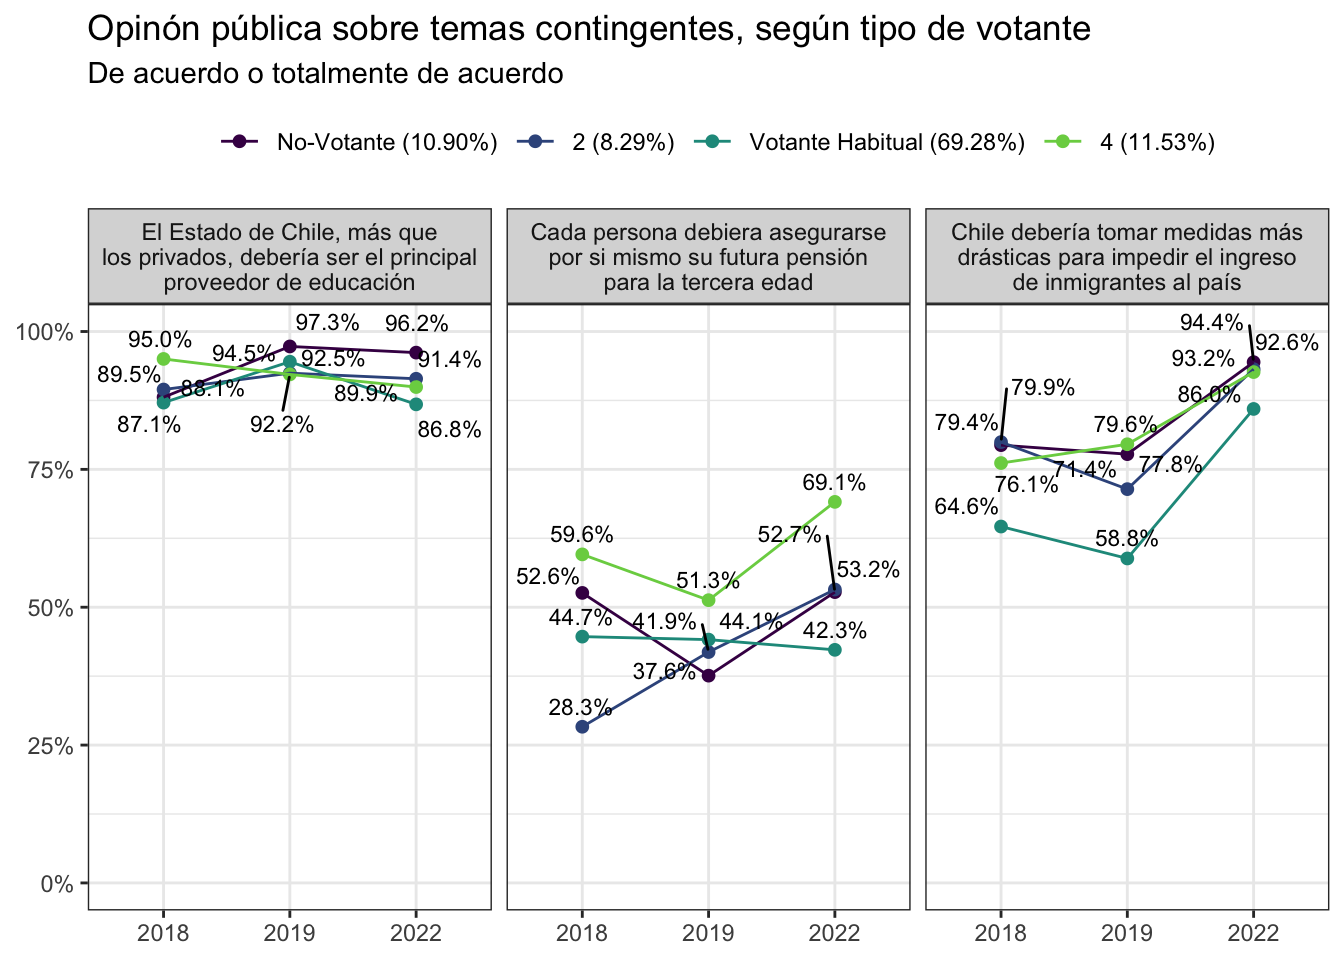 Opinón pública sobre temas contingentes, según tipo de votante
De acuerdo o totalmente de acuerdo
No-Votante (10.90%) 2 (8.29%) Votante Habitual (69.28%) 4 (11.53%)
El Estado de Chile, más que
los privados, debería ser el principal
proveedor de educación
Cada persona debiera asegurarse
por si mismo su futura pensión
para la tercera edad
Chile debería tomar medidas más
drásticas para impedir el ingreso
de inmigrantes al país
100%
75%
50%
25%
0%
97.3% 96.2%
95.0%
94.5% 92.5% 91.4%
89.5%
88.1% 89.9%
87.1% 92.2% 86.8%
69.1%
59.6% 52.7%
52.6% 51.3% 53.2%
44.7% 41.9% 44.1% 42.3%
37.6%
28.3%
94.4%
92.6%
93.2%
79.9% 86.0%
79.4% 79.6%
71.4% 77.8%
76.1%
64.6%
58.8%
2018 2019 2022
2018 2019 2022
2018 2019 2022